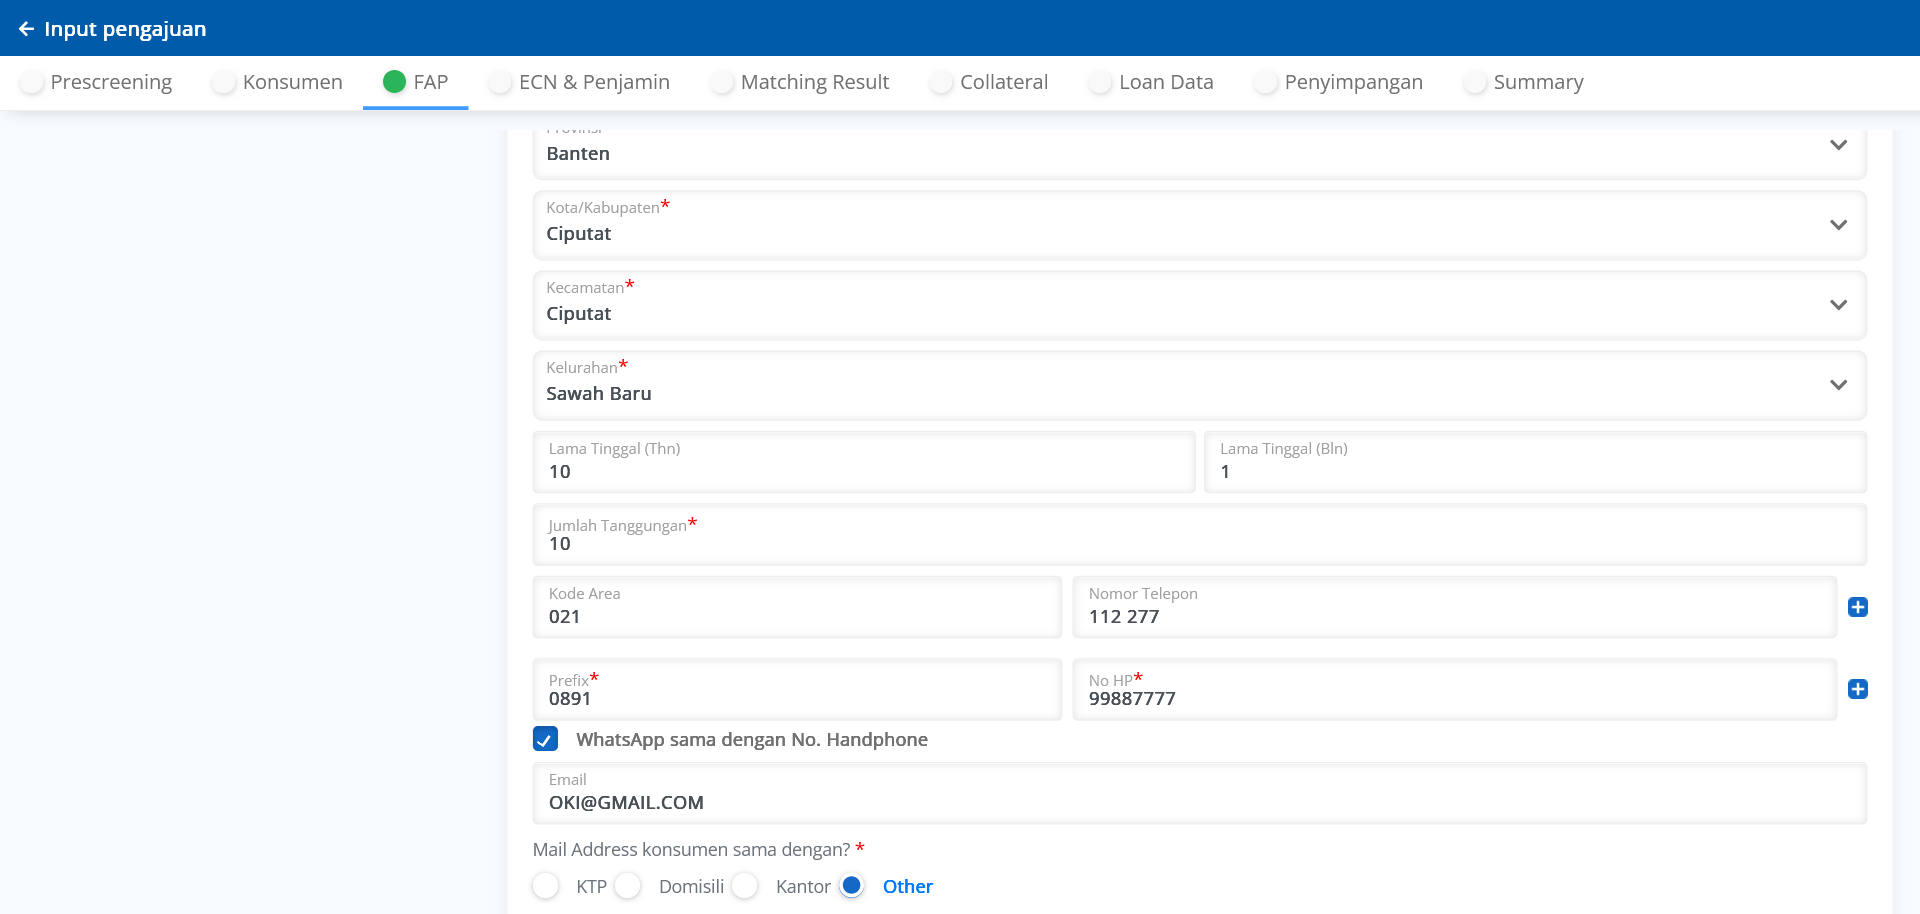 Input pengajuan
Prescreening Konsumen FAP ECN & Penjamin Matching Result Collateral Loan Data Penyimpangan Summary
Provinsi
Banten
Kota/Kabupaten*
Ciputat
Kecamatan*
Ciputat
Kelurahan*
Sawah Baru
Lama Tinggal (Thn) Lama Tinggal (Bln)
10 1
Jumlah Tanggungan*
10
Kode Area Nomor Telepon
021 112 277
Prefix* No HP*
0891 99887777
WhatsApp sama dengan No. Handphone
Email
OKI@GMAIL.COM
Mail Address konsumen sama dengan? *
KTP Domisili Kantor Other